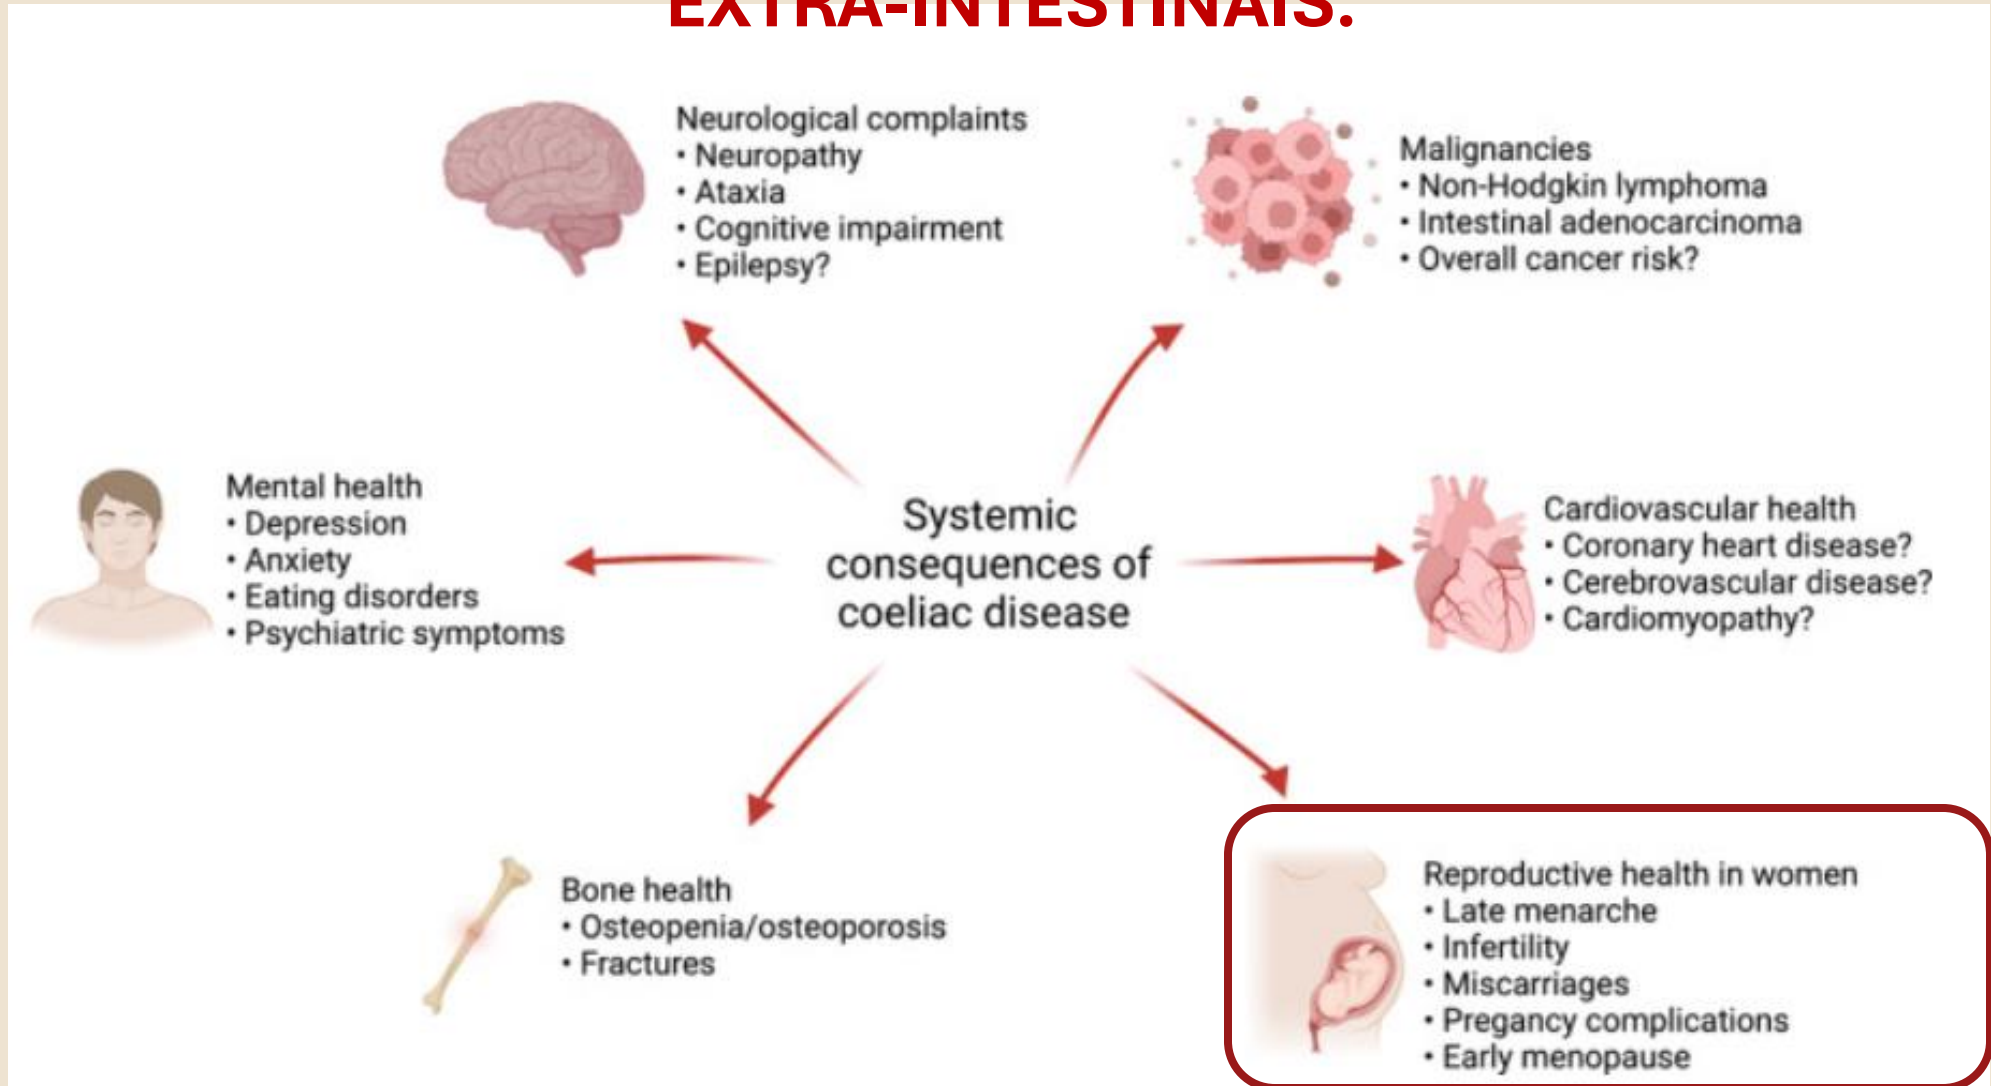 EXTRA-INTESTINAIS.
Neurological complaints
• Neuropathy
• Ataxia
• Cognitive impairment
• Epilepsy?
Malignancies
• Non-Hodgkin lymphoma
• Intestinal adenocarcinoma
• Overall cancer risk?
Mental health
• Depression
• Anxiety
• Eating disorders
• Psychiatric symptoms
Systemic
consequences of
coeliac disease
Cardiovascular health
• Coronary heart disease?
• Cerebrovascular disease?
• Cardiomyopathy?
Bone health
• Osteopenia/osteoporosis
• Fractures
Reproductive health in women
• Late menarche
• Infertility
• Miscarriages
• Pregancy complications
• Early menopause